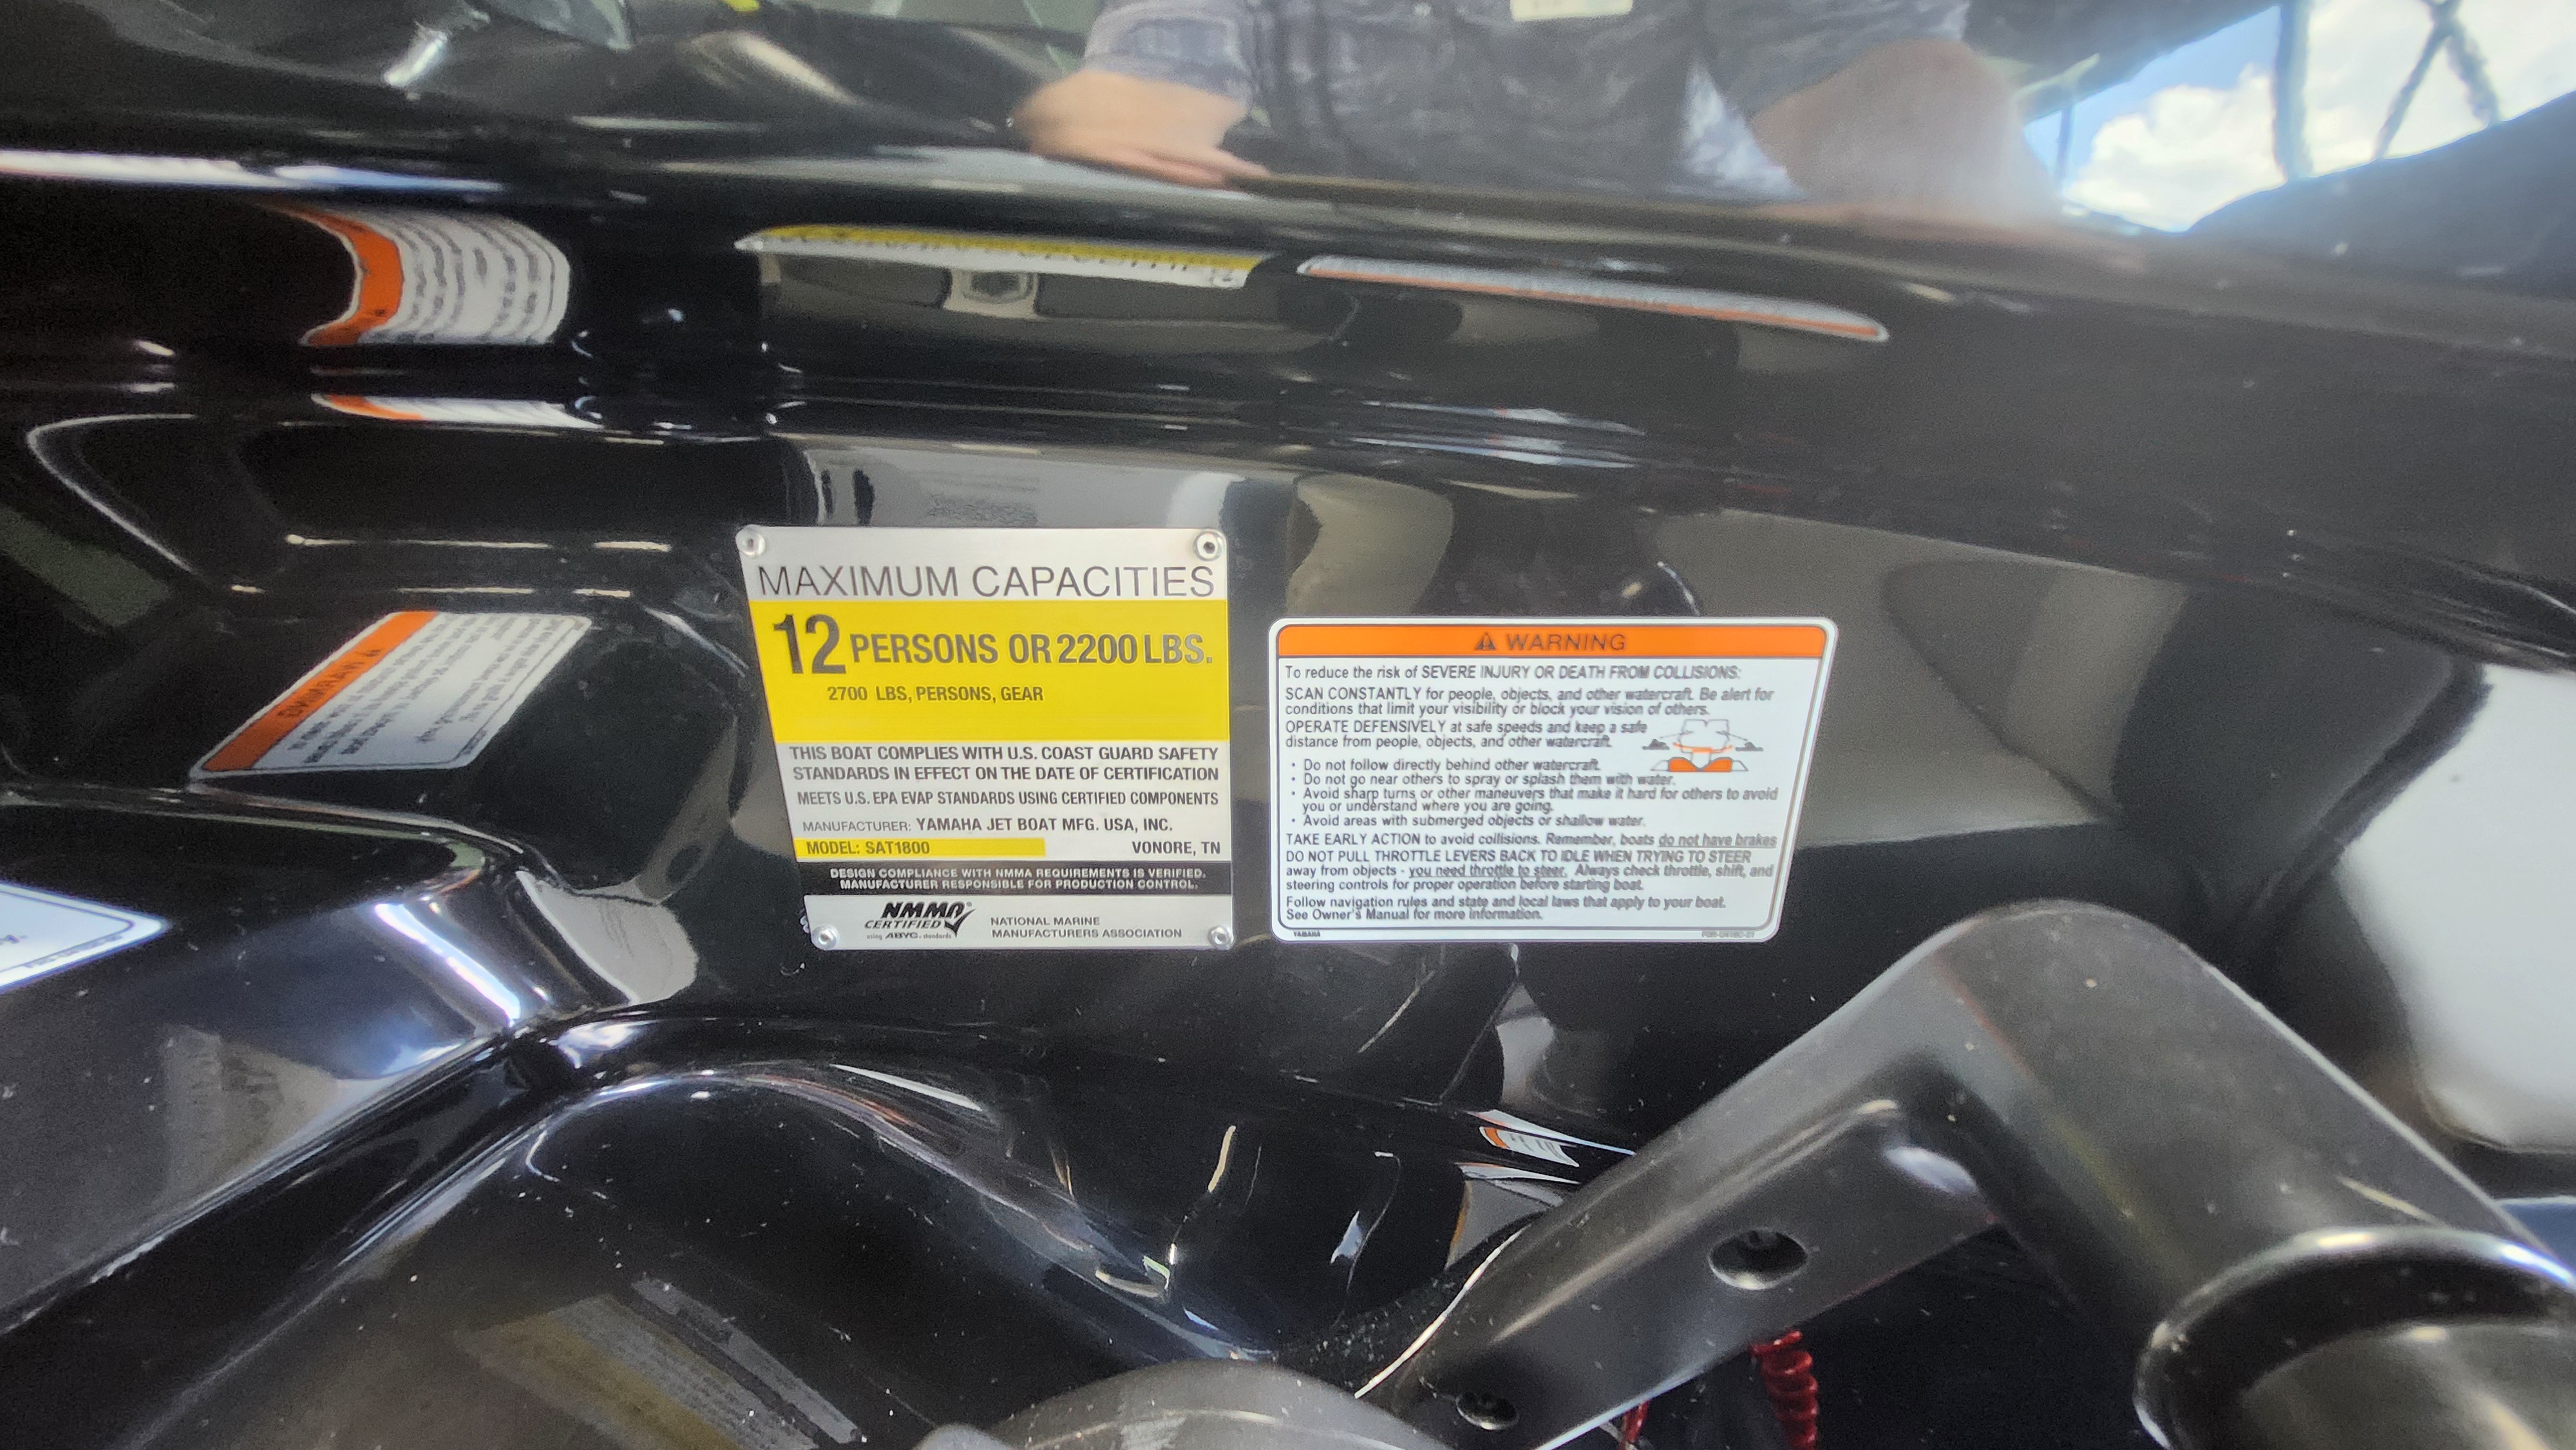 MAXIMUM CAPACITIES
12 PERSONS OR 2200 LBS.
2700 LBS, PERSONS, GEAR
THIS BOAT COMPLIES WITH U.S. COAST GUARD SAFETY
STANDARDS IN EFFECT ON THE DATE OF CERTIFICATION
MEETS U.S. EPA EVAP STANDARDS USING CERTIFIED COMPONENTS
MANUFACTURER: YAMAHA JET BOAT MFG. USA, INC.
MODEL: SAT1800 VONORE, TN
DESIGN COMPLIANCE WITH NMMA REQUIREMENTS IS VERIFIED.
MANUFACTURER RESPONSIBLE FOR PRODUCTION CONTROL.
NMMA®
CERTIFIED
using ABYC standards
NATIONAL MARINE
MANUFACTURERS ASSOCIATION
WARNING
To reduce the risk of SEVERE INJURY OR DEATH FROM COLLISIONS:
SCAN CONSTANTLY for people, objects, and other watercraft. Be alert for
conditions that limit your visibility or block your vision of others.
OPERATE DEFENSIVELY at safe speeds and keep a safe
distance from people, objects, and other watercraft.
• Do not follow directly behind other watercraft.
• Do not go near others to spray or splash them with water.
• Avoid sharp turns or other maneuvers that make it hard for others to avoid
you or understand where you are going.
• Avoid areas with submerged objects or shallow water.
TAKE EARLY ACTION to avoid collisions. Remember, boats do not have brakes
DO NOT PULL THROTTLE LEVERS BACK TO IDLE WHEN TRYING TO STEER
away from objects - you need throttle to steer. Always check throttle, shift, and
steering controls for proper operation before starting boat.
Follow navigation rules and state and local laws that apply to your boat.
See Owner's Manual for more information.
YAMAHA